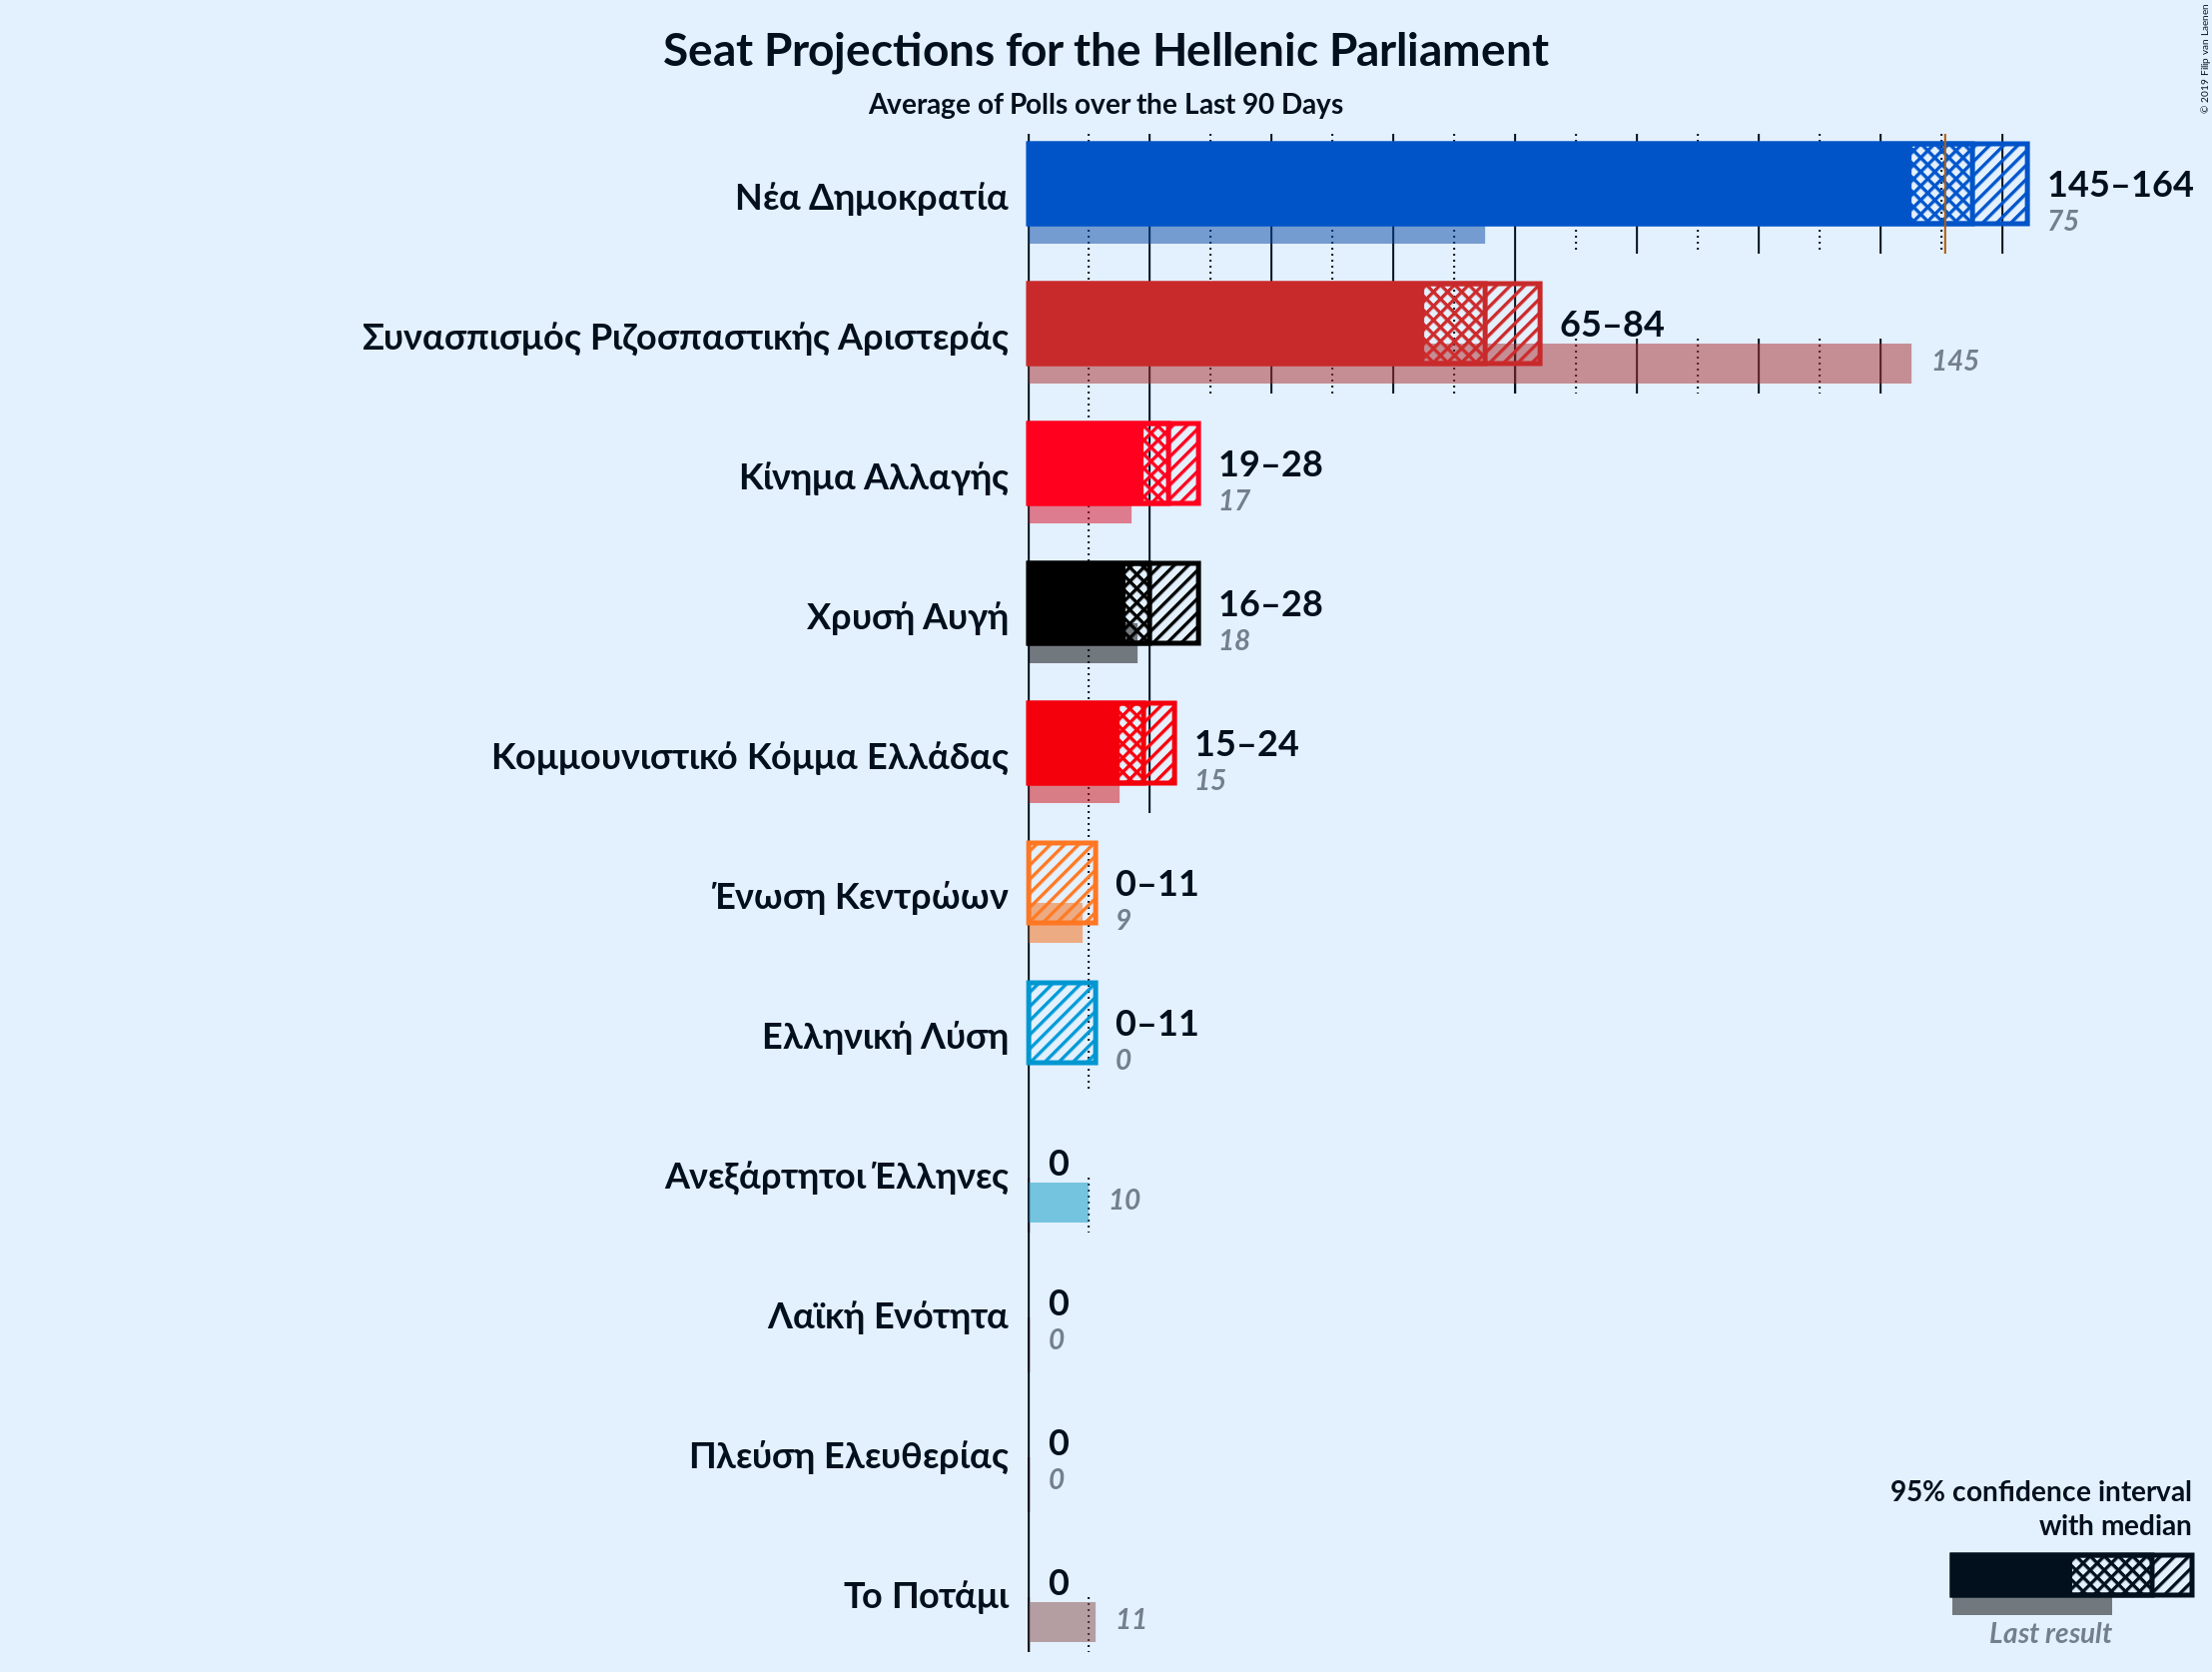 Seat Projections for the Hellenic Parliament
Average of Polls over the Last 90 Days
© 2019 Filip van Laenen
Νέα Δημοκρατία
145–164
75
Συνασπισμός Ριζοσπαστικής Αριστεράς
65–84
145
Κίνημα Αλλαγής
19–28
17
Χρυσή Αυγή
16–28
18
Κομμουνιστικό Κόμμα Ελλάδας
15–24
15
Ένωση Κεντρώων
0–11
9
Ελληνική Λύση
0–11
0
Ανεξάρτητοι Έλληνες
0
10
Λαϊκή Ενότητα
0
0
Πλεύση Ελευθερίας
0
0
Το Ποτάμι
0
11
95% confidence interval
with median
Last result